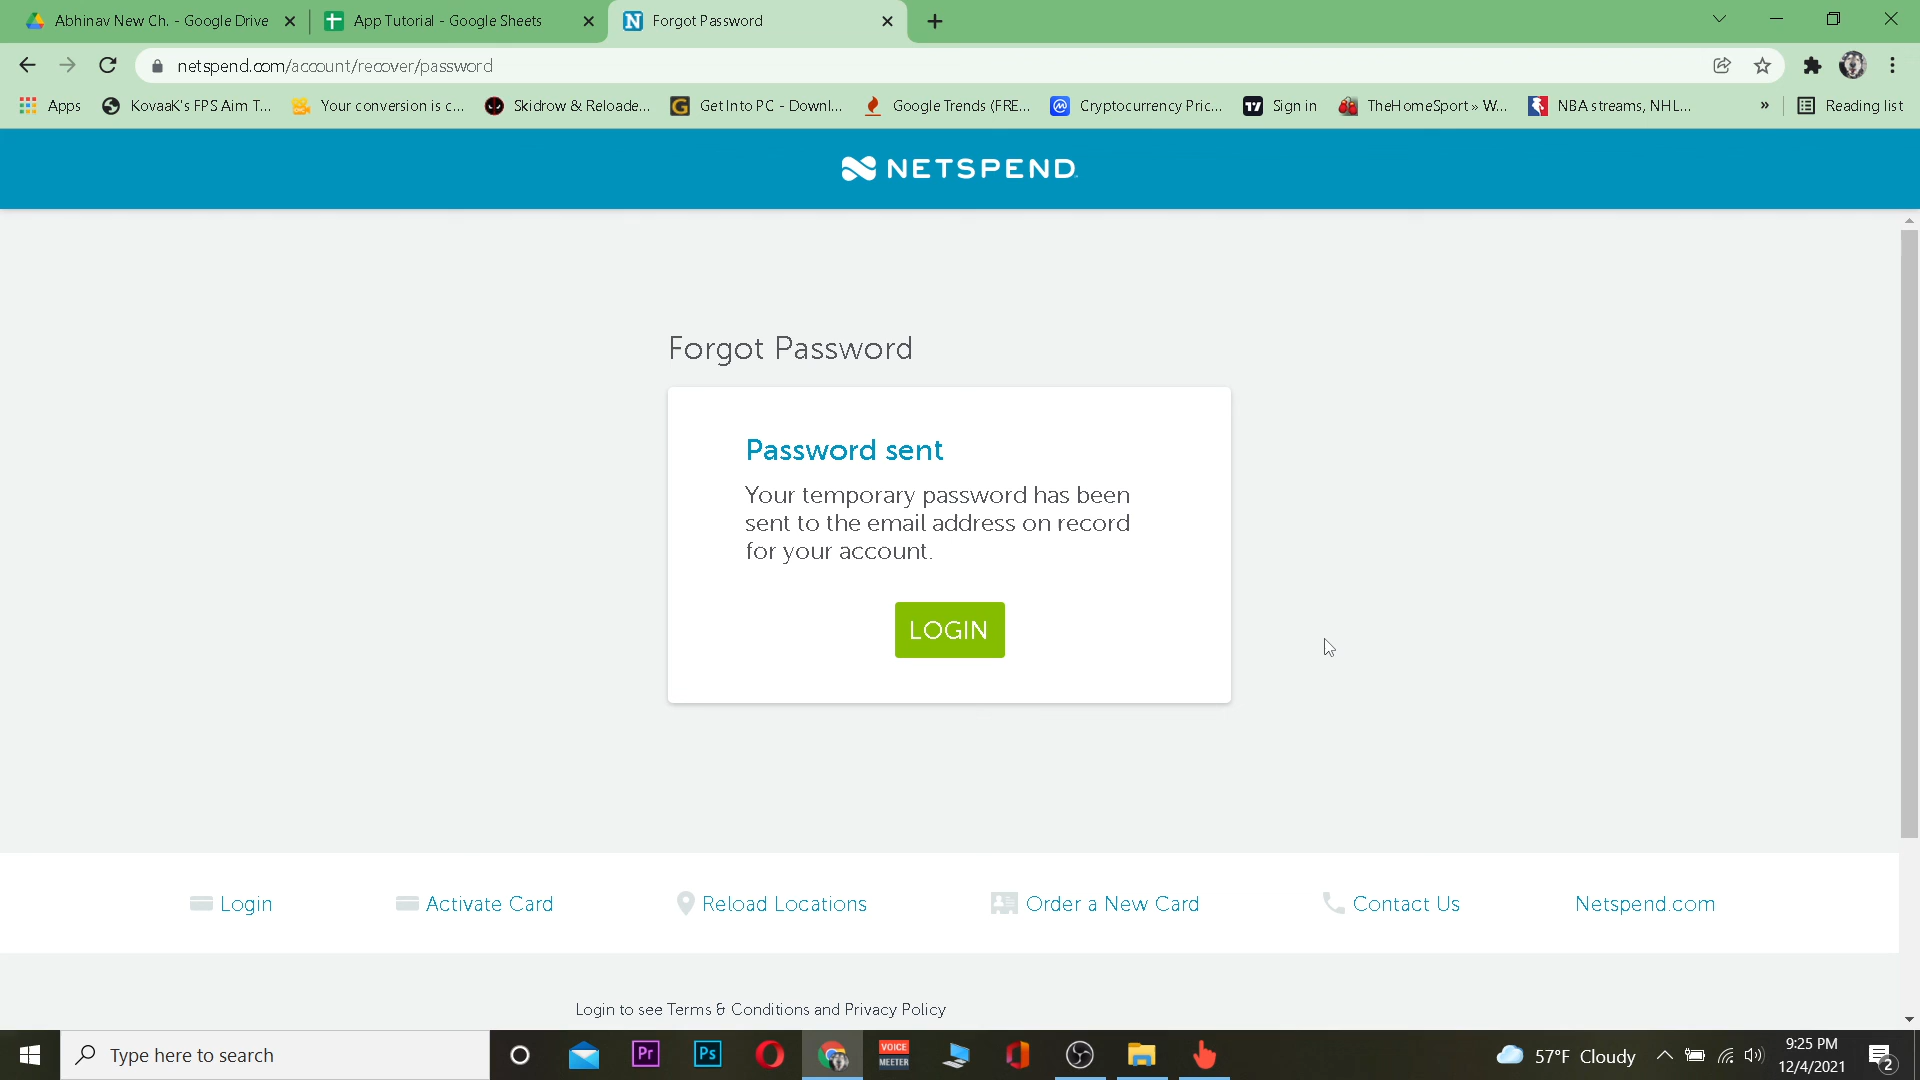 Abhinav New Ch. - Google Drive App Tutorial - Google Sheets Forgot Password
netspend.com/account/recover/password
Apps KovaaK's FPS Aim T... Your conversion is c... Skidrow & Reloade... Get Into PC - Downl... Google Trends (FRE... Cryptocurrency Pric... Sign in TheHomeSport » W... NBA streams, NHL... » Reading list
NETSPEND
Forgot Password
Password sent
Your temporary password has been
sent to the email address on record
for your account.
LOGIN
Login Activate Card Reload Locations Order a New Card Contact Us Netspend.com
Login to see Terms & Conditions and Privacy Policy
Type here to search
Pr
Ps
VOICE
MEETER
57°F Cloudy
9:25 PM
12/4/2021
2